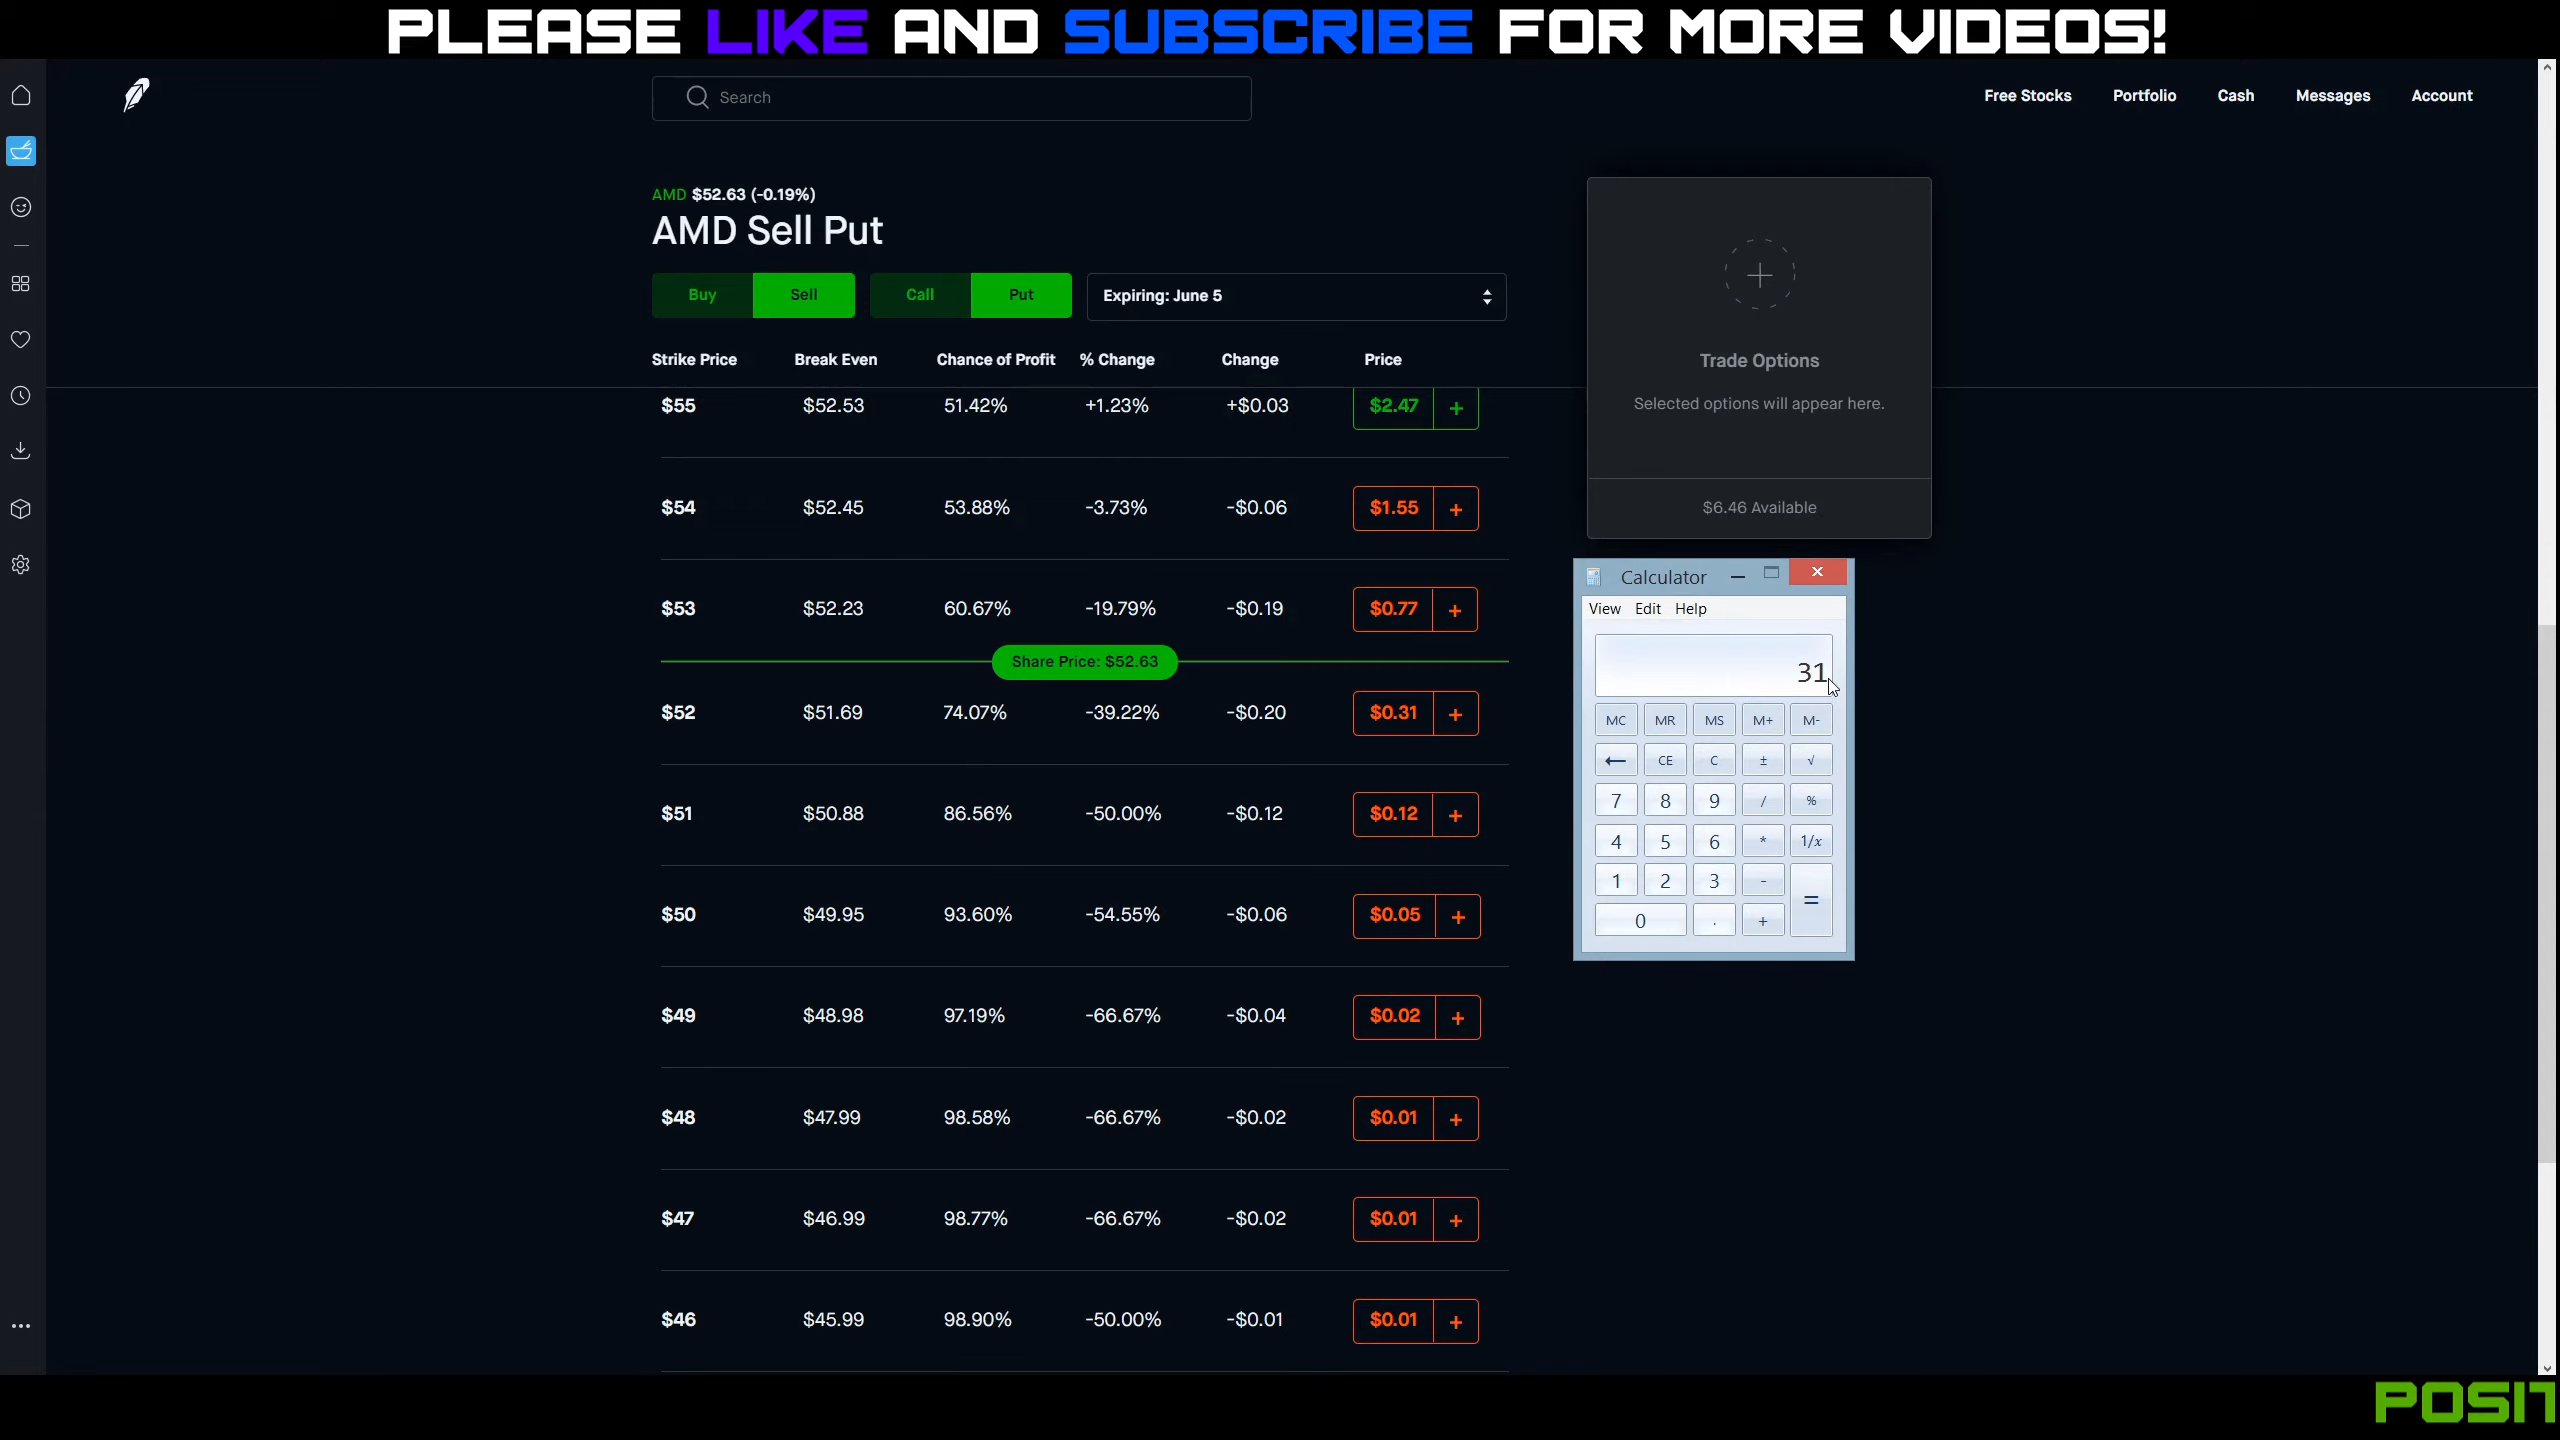 PLEASE LIKE AND SUBSCRIBE FOR MORE VIDEOS!
Search
Free Stocks Portfolio Cash Messages Account
AMD $52.63 (-0.19%)
AMD Sell Put
Buy Sell Call Put Expiring: June 5
Strike Price Break Even Chance of Profit % Change Change Price
$55 $52.53 51.42% +1.23% +$0.03 $2.47 +
$54 $52.45 53.88% -3.73% -$0.06 $1.55 +
$53 $52.23 60.67% -19.79% -$0.19 $0.77 +
Share Price: $52.63
$52 $51.69 74.07% -39.22% -$0.20 $0.31 +
$51 $50.88 86.56% -50.00% -$0.12 $0.12 +
$50 $49.95 93.60% -54.55% -$0.06 $0.05 +
$49 $48.98 97.19% -66.67% -$0.04 $0.02 +
$48 $47.99 98.58% -66.67% -$0.02 $0.01 +
$47 $46.99 98.77% -66.67% -$0.02 $0.01 +
$46 $45.99 98.90% -50.00% -$0.01 $0.01 +
Trade Options
Selected options will appear here.
$6.46 Available
Calculator
View Edit Help
31
MC MR MS M+ M-
← CE C ± √
7 8 9 / %
4 5 6 * 1/x
1 2 3 - =
0 . +
POSIT